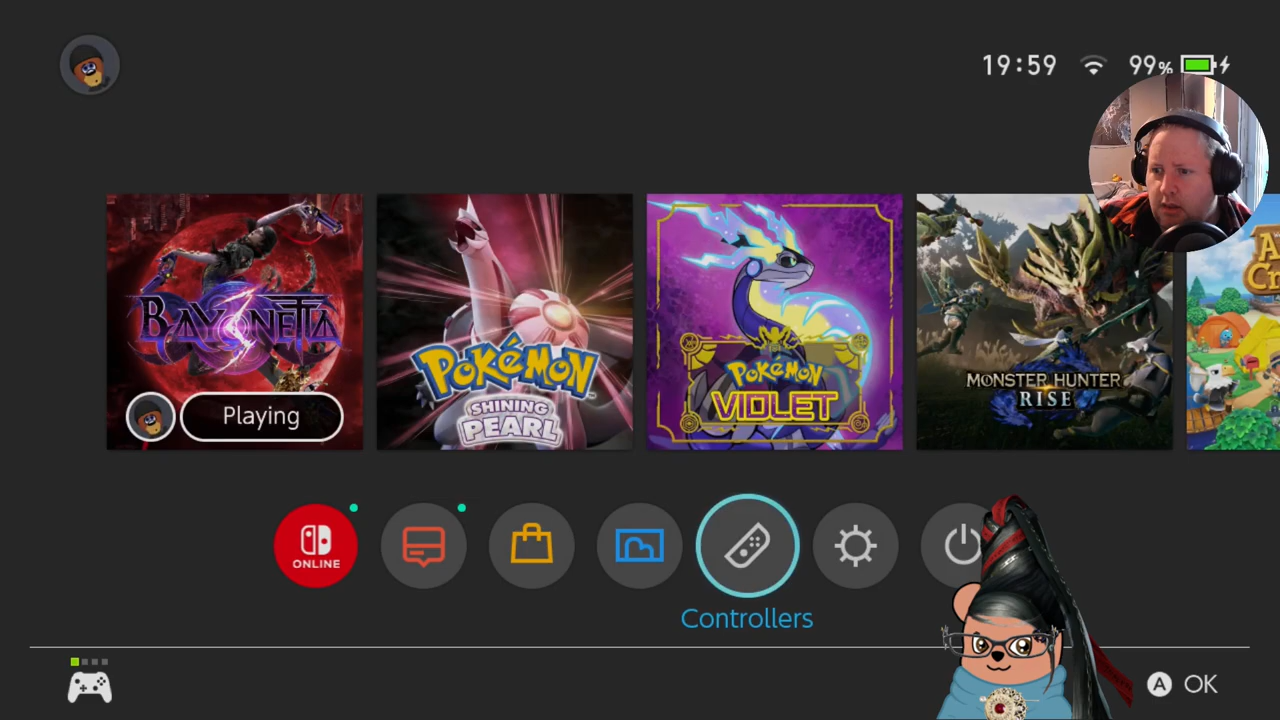 19:59 99%
BAYONETTA
Playing
POKéMON
SHINING
PEARL
POKéMON
VIOLET
MONSTER HUNTER
RISE
ONLINE
Controllers
A OK